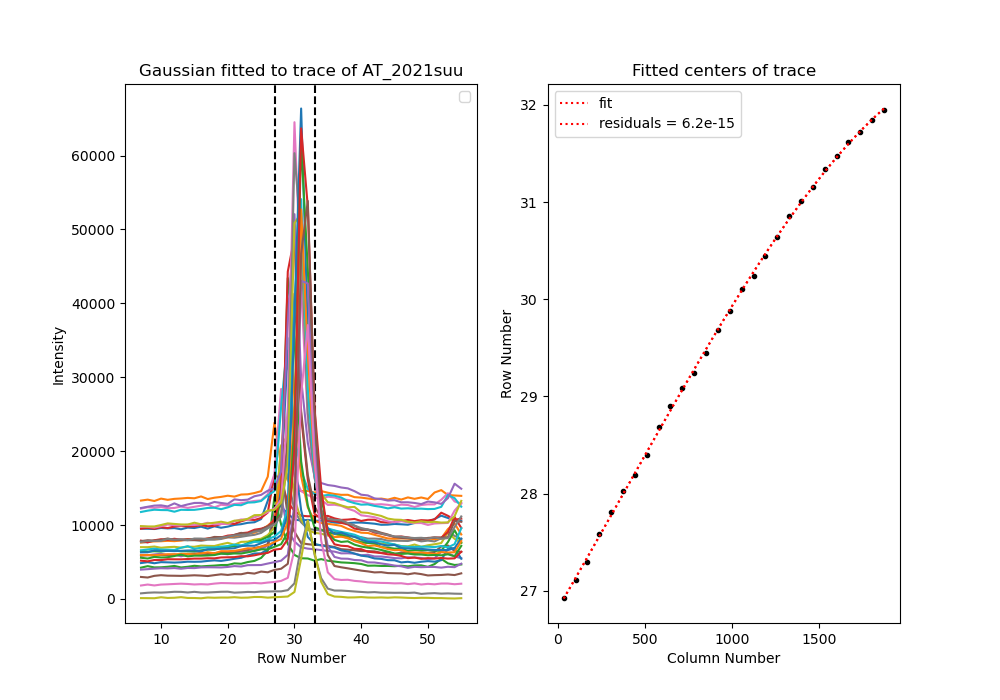 Gaussian fitted to trace of AT_2021suu
60000
50000
40000
30000
20000
10000
0
Intensity
10 20 30 40 50
Row Number
Fitted centers of trace
fit
residuals = 6.2e-15
32
31
30
29
28
27
Row Number
0 500 1000 1500
Column Number